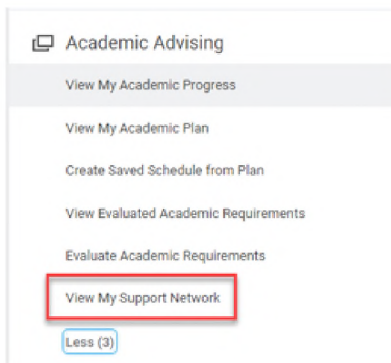 Academic Advising
View My Academic Progress
View My Academic Plan
Create Saved Schedule from Plan
View Evaluated Academic Requirements
Evaluate Academic Requirements
View My Support Network
Less (3)